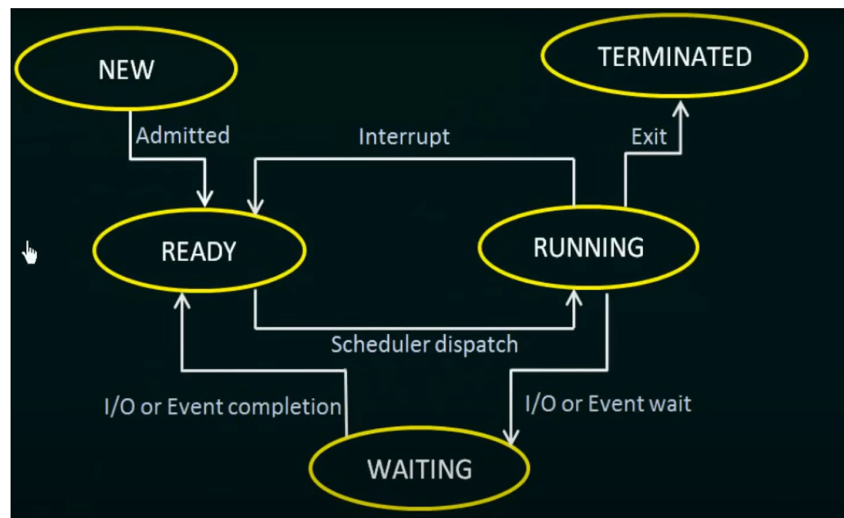 NEW
TERMINATED
Admitted
Interrupt
Exit
READY
RUNNING
Scheduler dispatch
I/O or Event completion
I/O or Event wait
WAITING